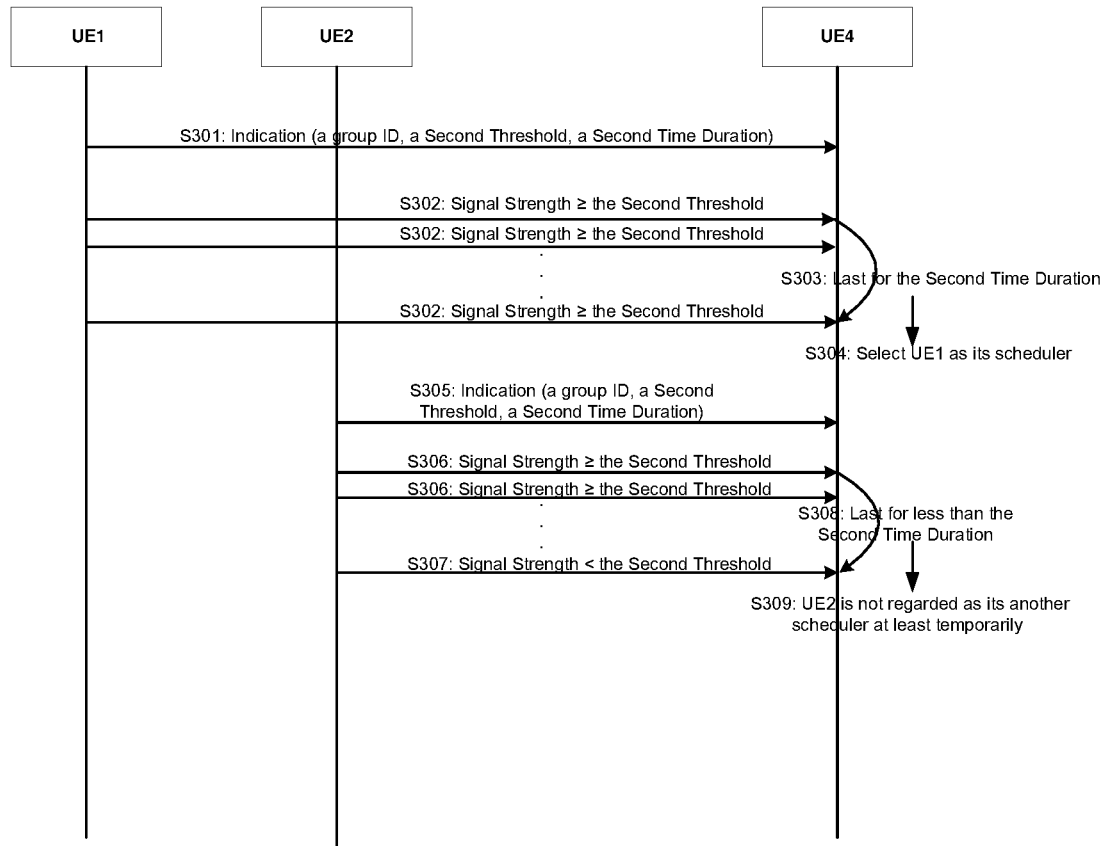 UE1
UE2
UE4
S301: Indication (a group ID, a Second Threshold, a Second Time Duration)
S302: Signal Strength ≥ the Second Threshold
S302: Signal Strength ≥ the Second Threshold
S303: Last for the Second Time Duration
S302: Signal Strength ≥ the Second Threshold
S304: Select UE1 as its scheduler
S305: Indication (a group ID, a Second
Threshold, a Second Time Duration)
S306: Signal Strength ≥ the Second Threshold
S306: Signal Strength ≥ the Second Threshold
S308: Last for less than the
Second Time Duration
S307: Signal Strength < the Second Threshold
S309: UE2 is not regarded as its another
scheduler at least temporarily